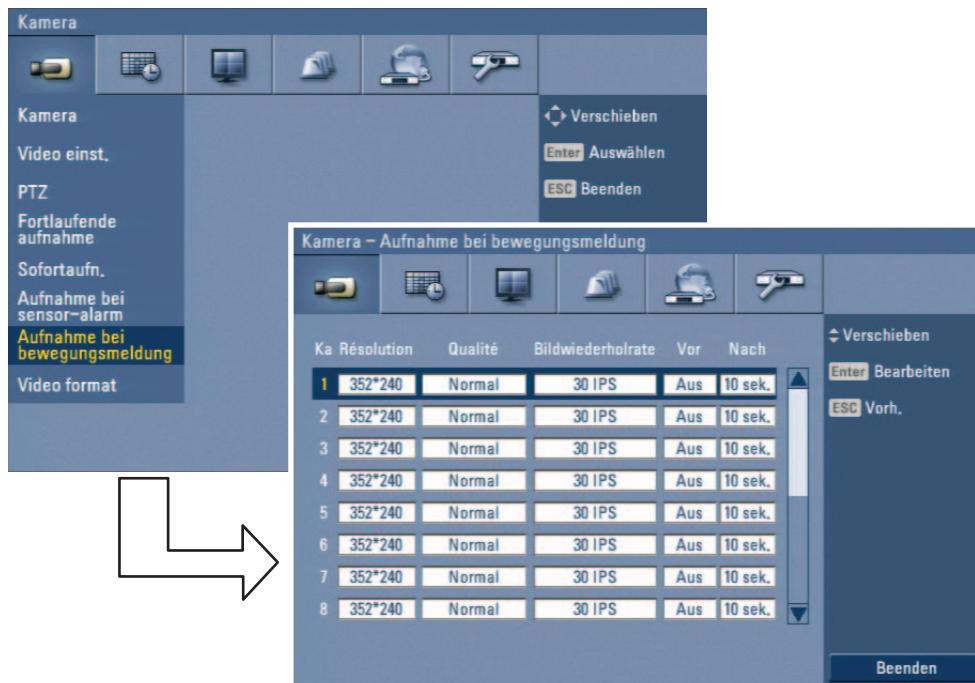 Kamera
Kamera
Video einst.
PTZ
Fortlaufende
aufnahme
Sofortaufn.
Aufnahme bei
sensor-alarm
Aufnahme bei
bewegungsmeldung
Video format
Verschieben
Enter Auswählen
ESC Beenden
Kamera - Aufnahme bei bewegungsmeldung
Ka Résolution Qualité Bildwiederholrate Vor Nach
1 352*240 Normal 30 IPS Aus 10 sek.
2 352*240 Normal 30 IPS Aus 10 sek.
3 352*240 Normal 30 IPS Aus 10 sek.
4 352*240 Normal 30 IPS Aus 10 sek.
5 352*240 Normal 30 IPS Aus 10 sek.
6 352*240 Normal 30 IPS Aus 10 sek.
7 352*240 Normal 30 IPS Aus 10 sek.
8 352*240 Normal 30 IPS Aus 10 sek.
Verschieben
Enter Bearbeiten
ESC Vorh.
Beenden